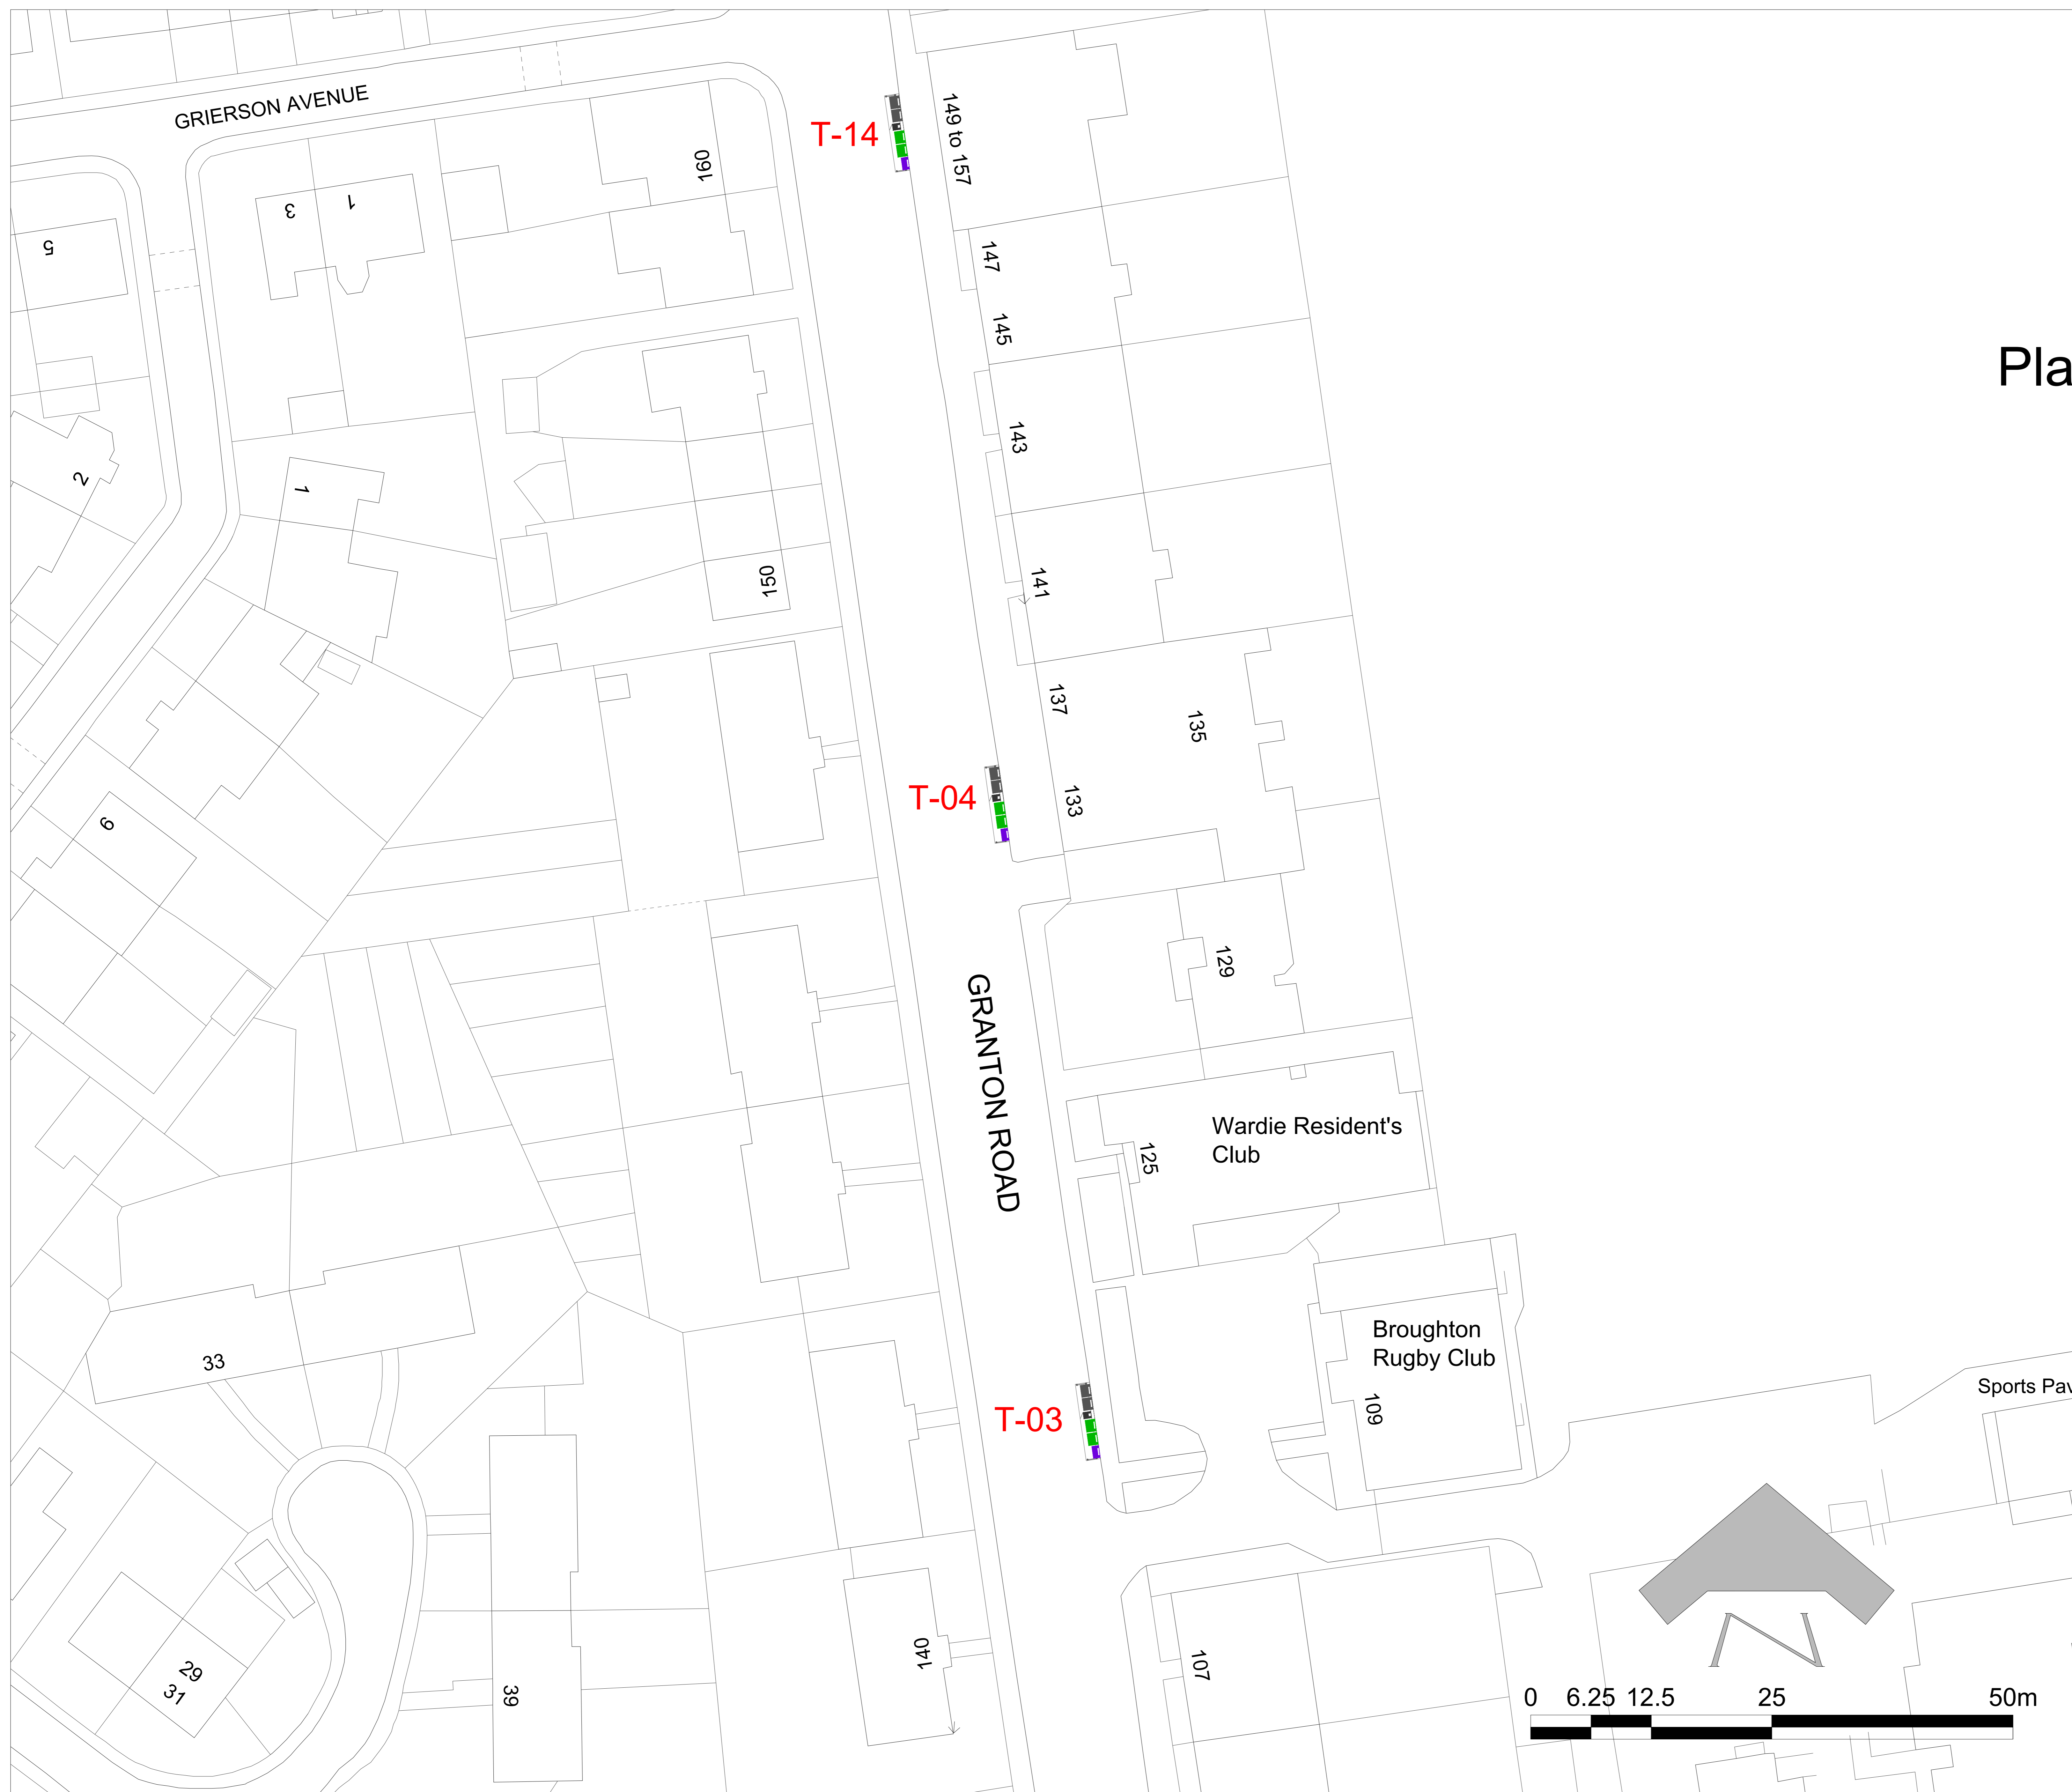 GRIERSON AVENUE
T-14
149 to 157
160
3
1
5
147
145
Pla
143
2
1
141
150
137
135
T-04
133
6
129
GRANTON ROAD
Wardie Resident's
Club
125
Broughton
Rugby Club
33
109
Sports Pav
T-03
140
107
29
31
39
0 6.25 12.5 25 50m
N